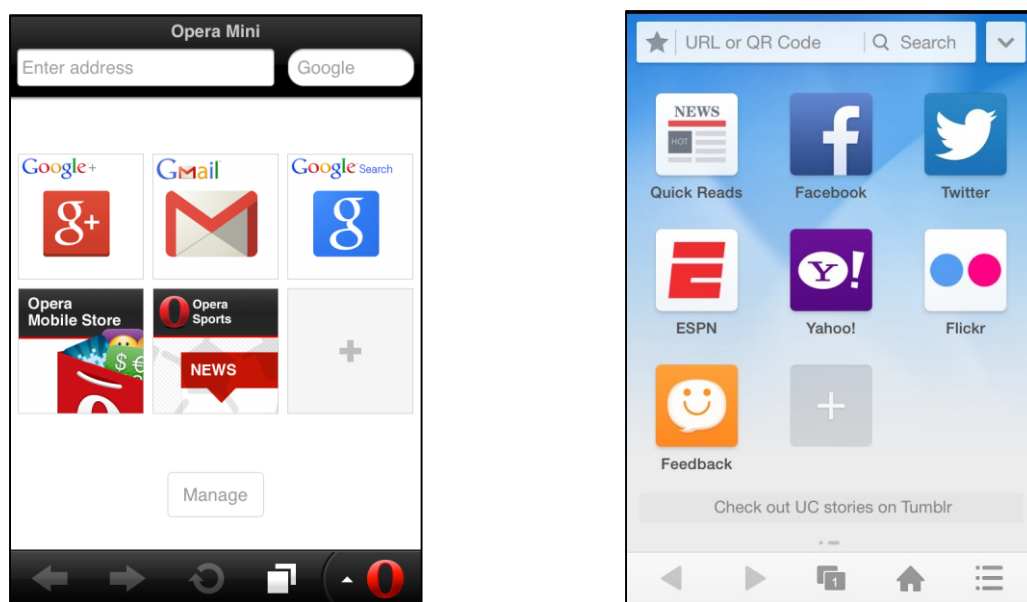 Opera Mini
Enter address
Google
Google+
Gmail
Google Search
g+
g
Opera
Mobile Store
$ €
Opera
Sports
NEWS
+
Manage
URL or QR Code
Search
NEWS
HOT
Quick Reads
f
Facebook
Twitter
E
ESPN
Y!
Yahoo!
Flickr
Feedback
+
Check out UC stories on Tumblr
1